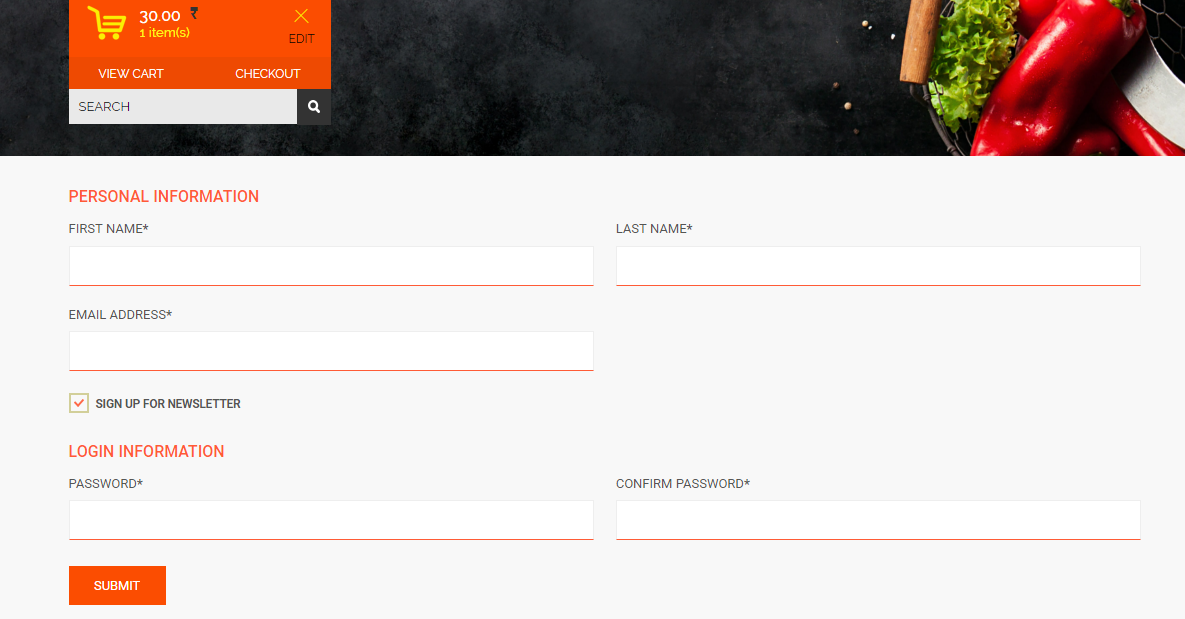 30.00 ₹
1 item(s)
EDIT
VIEW CART CHECKOUT
SEARCH
PERSONAL INFORMATION
FIRST NAME* LAST NAME*
EMAIL ADDRESS*
SIGN UP FOR NEWSLETTER
LOGIN INFORMATION
PASSWORD* CONFIRM PASSWORD*
SUBMIT